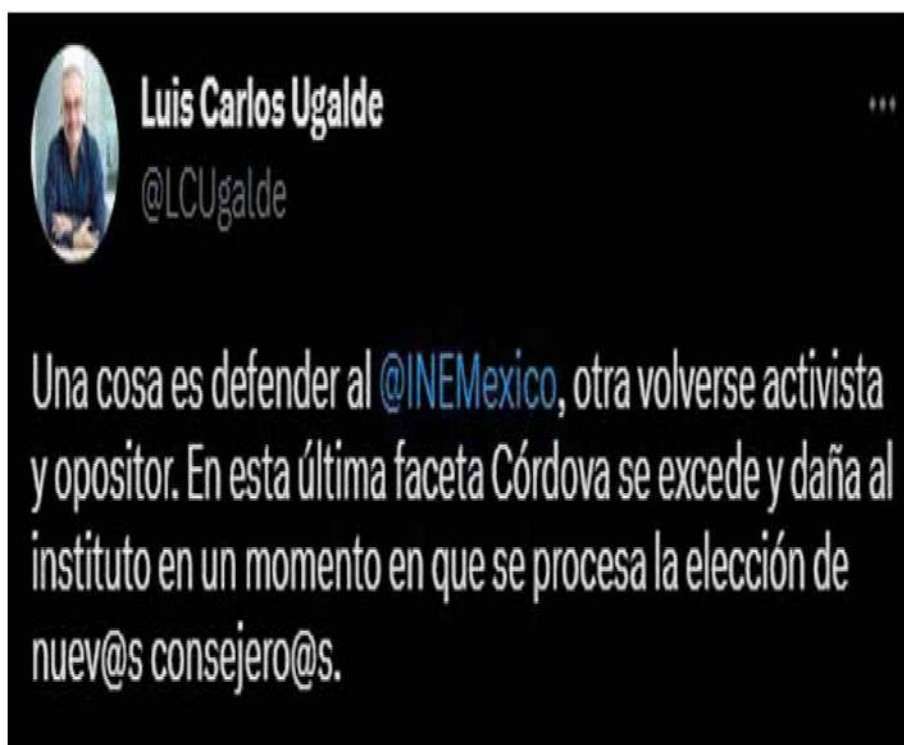 Luis Carlos Ugalde
@LCUgalde
Una cosa es defender al @INEMexico, otra volverse activista
y opositor. En esta última faceta Córdova se excede y daña al
instituto en un momento en que se procesa la elección de
nuev@s consejero@s.